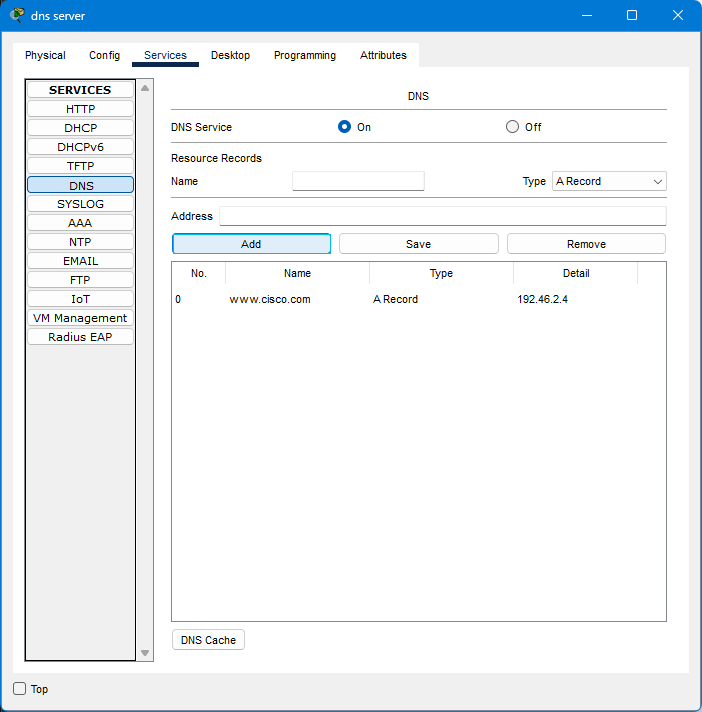 dns server
Physical Config Services Desktop Programming Attributes
SERVICES
HTTP
DHCP
DHCPv6
TFTP
DNS
SYSLOG
AAA
NTP
EMAIL
FTP
IoT
VM Management
Radius EAP
DNS
DNS Service On Off
Resource Records
Name Type A Record
Address
Add Save Remove
No. Name Type Detail
0 www.cisco.com A Record 192.46.2.4
DNS Cache
Top